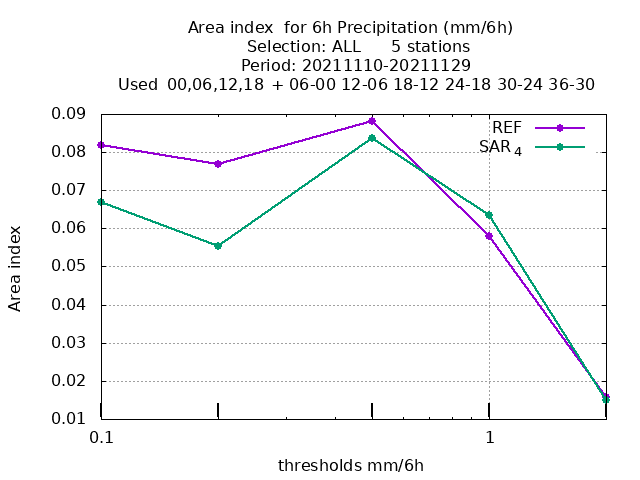 Area index  for 6h Precipitation (mm/6h)
Selection: ALL      5 stations
Period: 20211110-20211129
Used  00,06,12,18  + 06-00 12-06 18-12 24-18 30-24 36-30
REF
SAR4
0.09
0.08
0.07
0.06
0.05
0.04
0.03
0.02
0.01
Area index
0.1
1
thresholds mm/6h